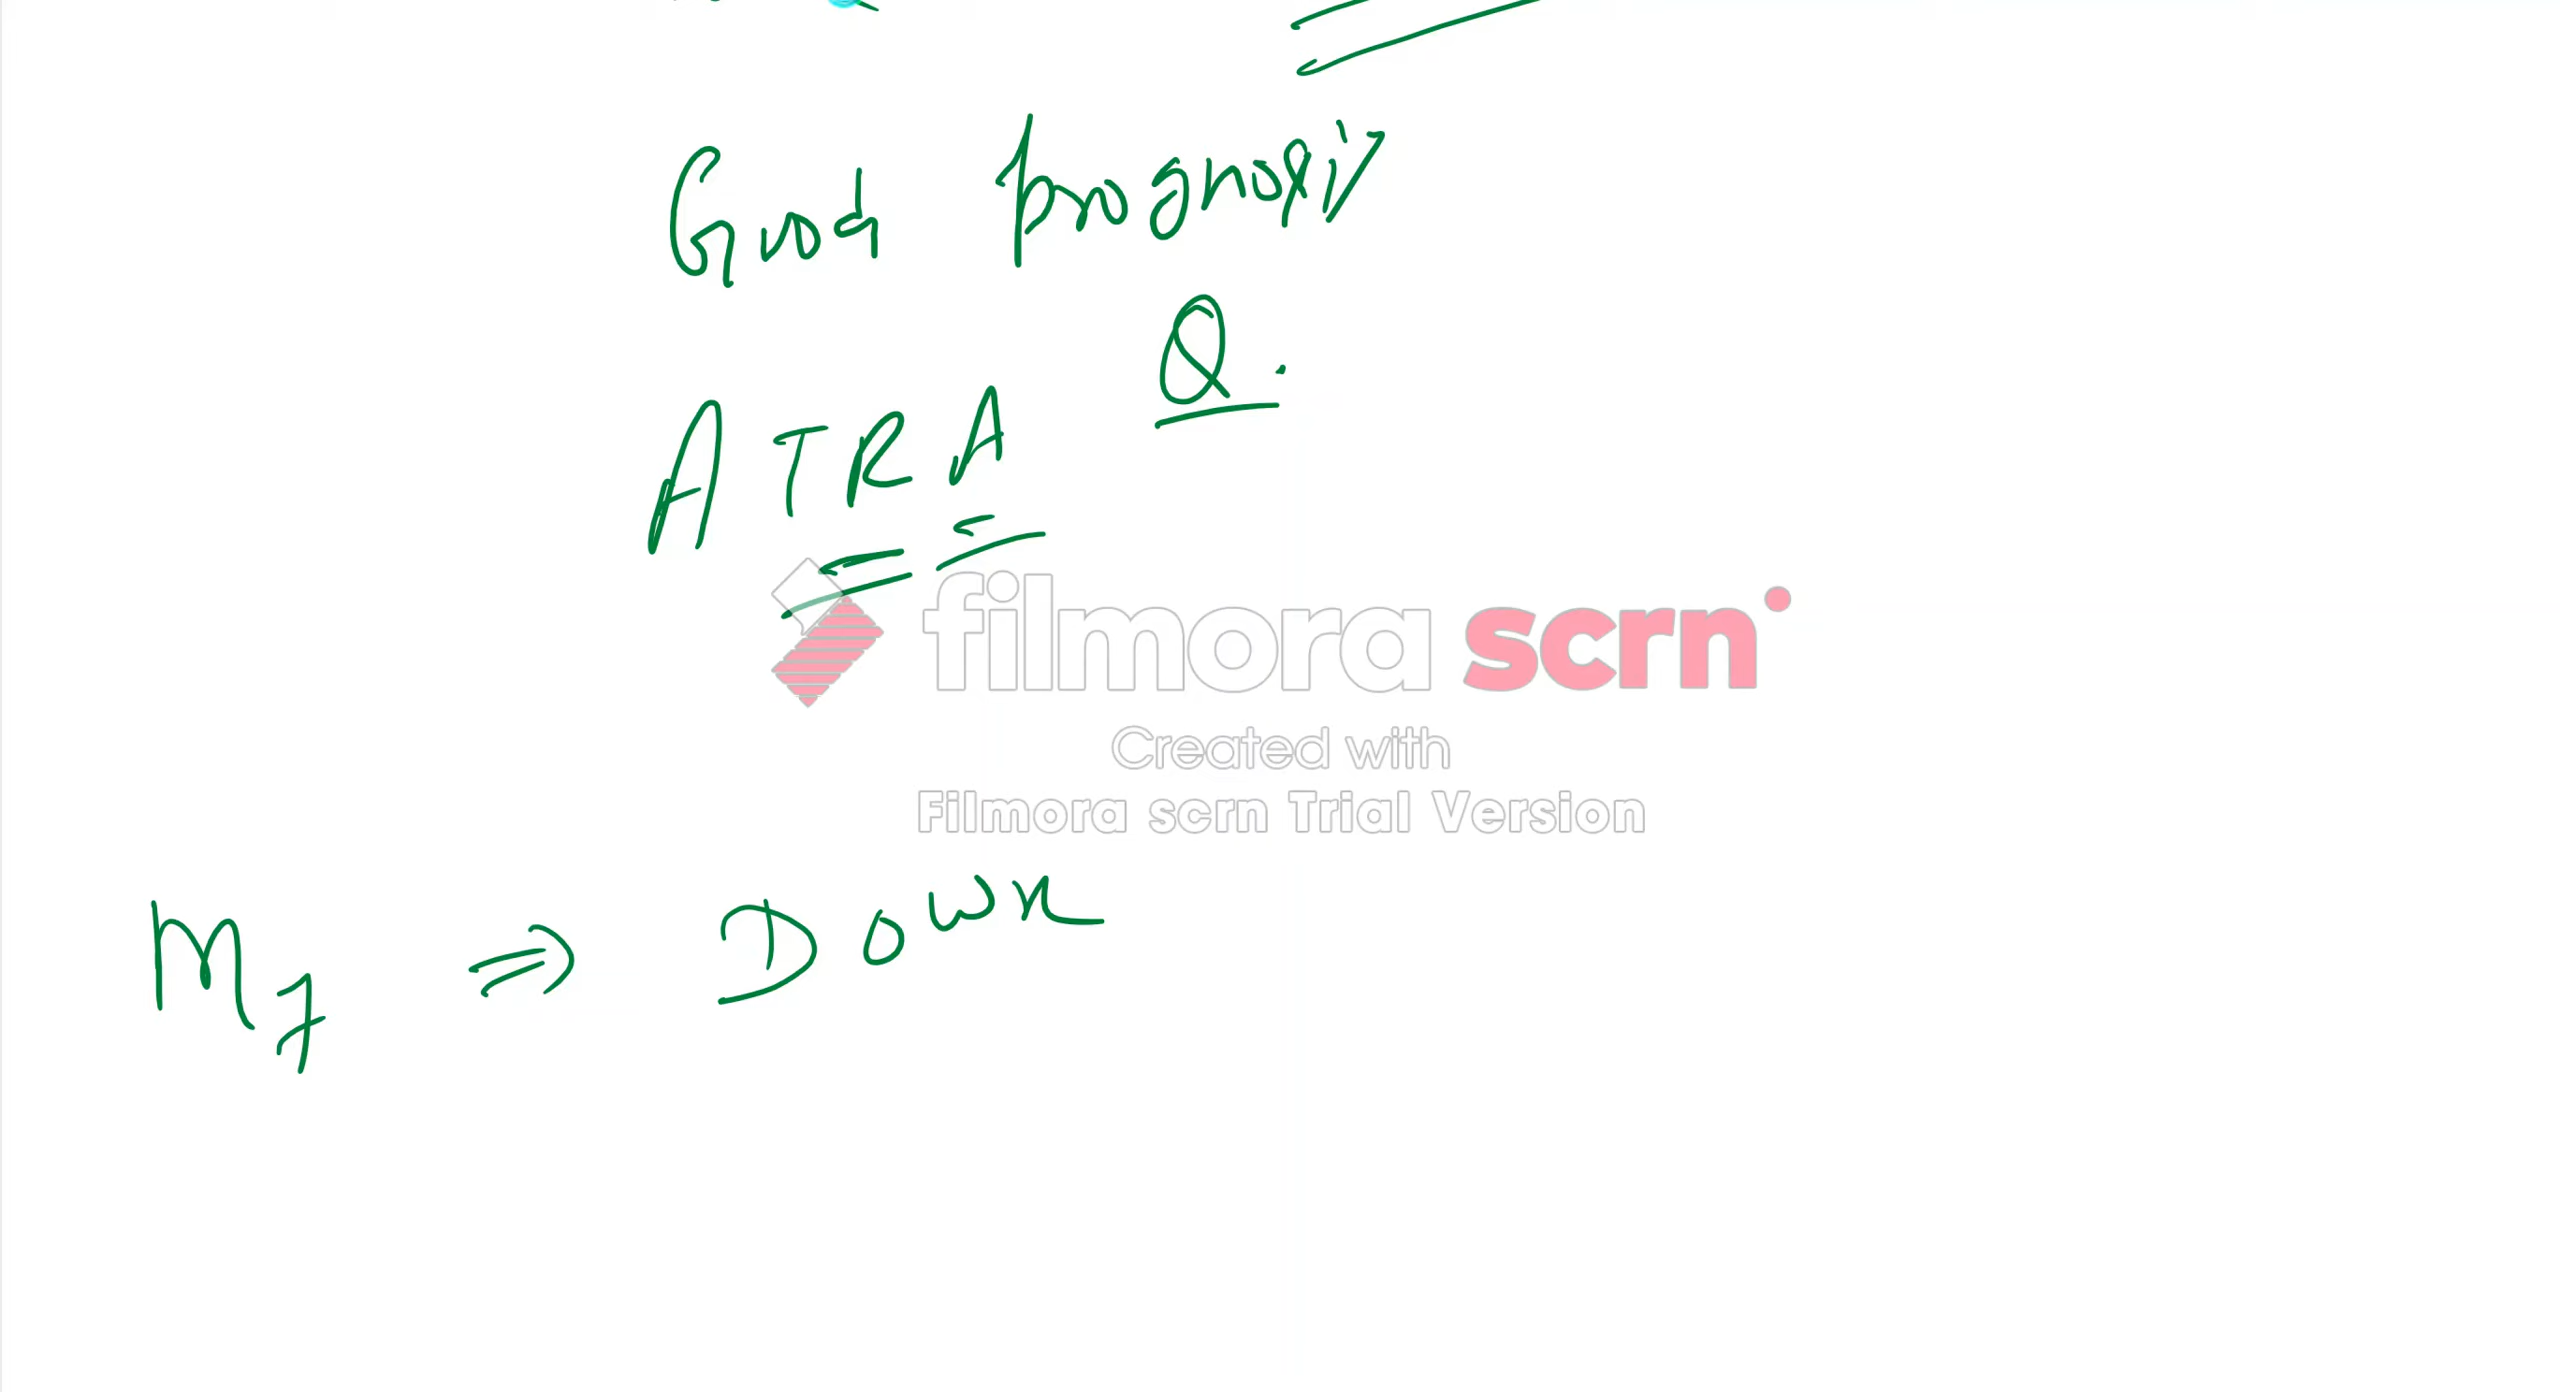 Good prognosis
Q.
ATRA
filmora scrn
Created with
Filmora scrn Trial Version
M7 ⇒ Down